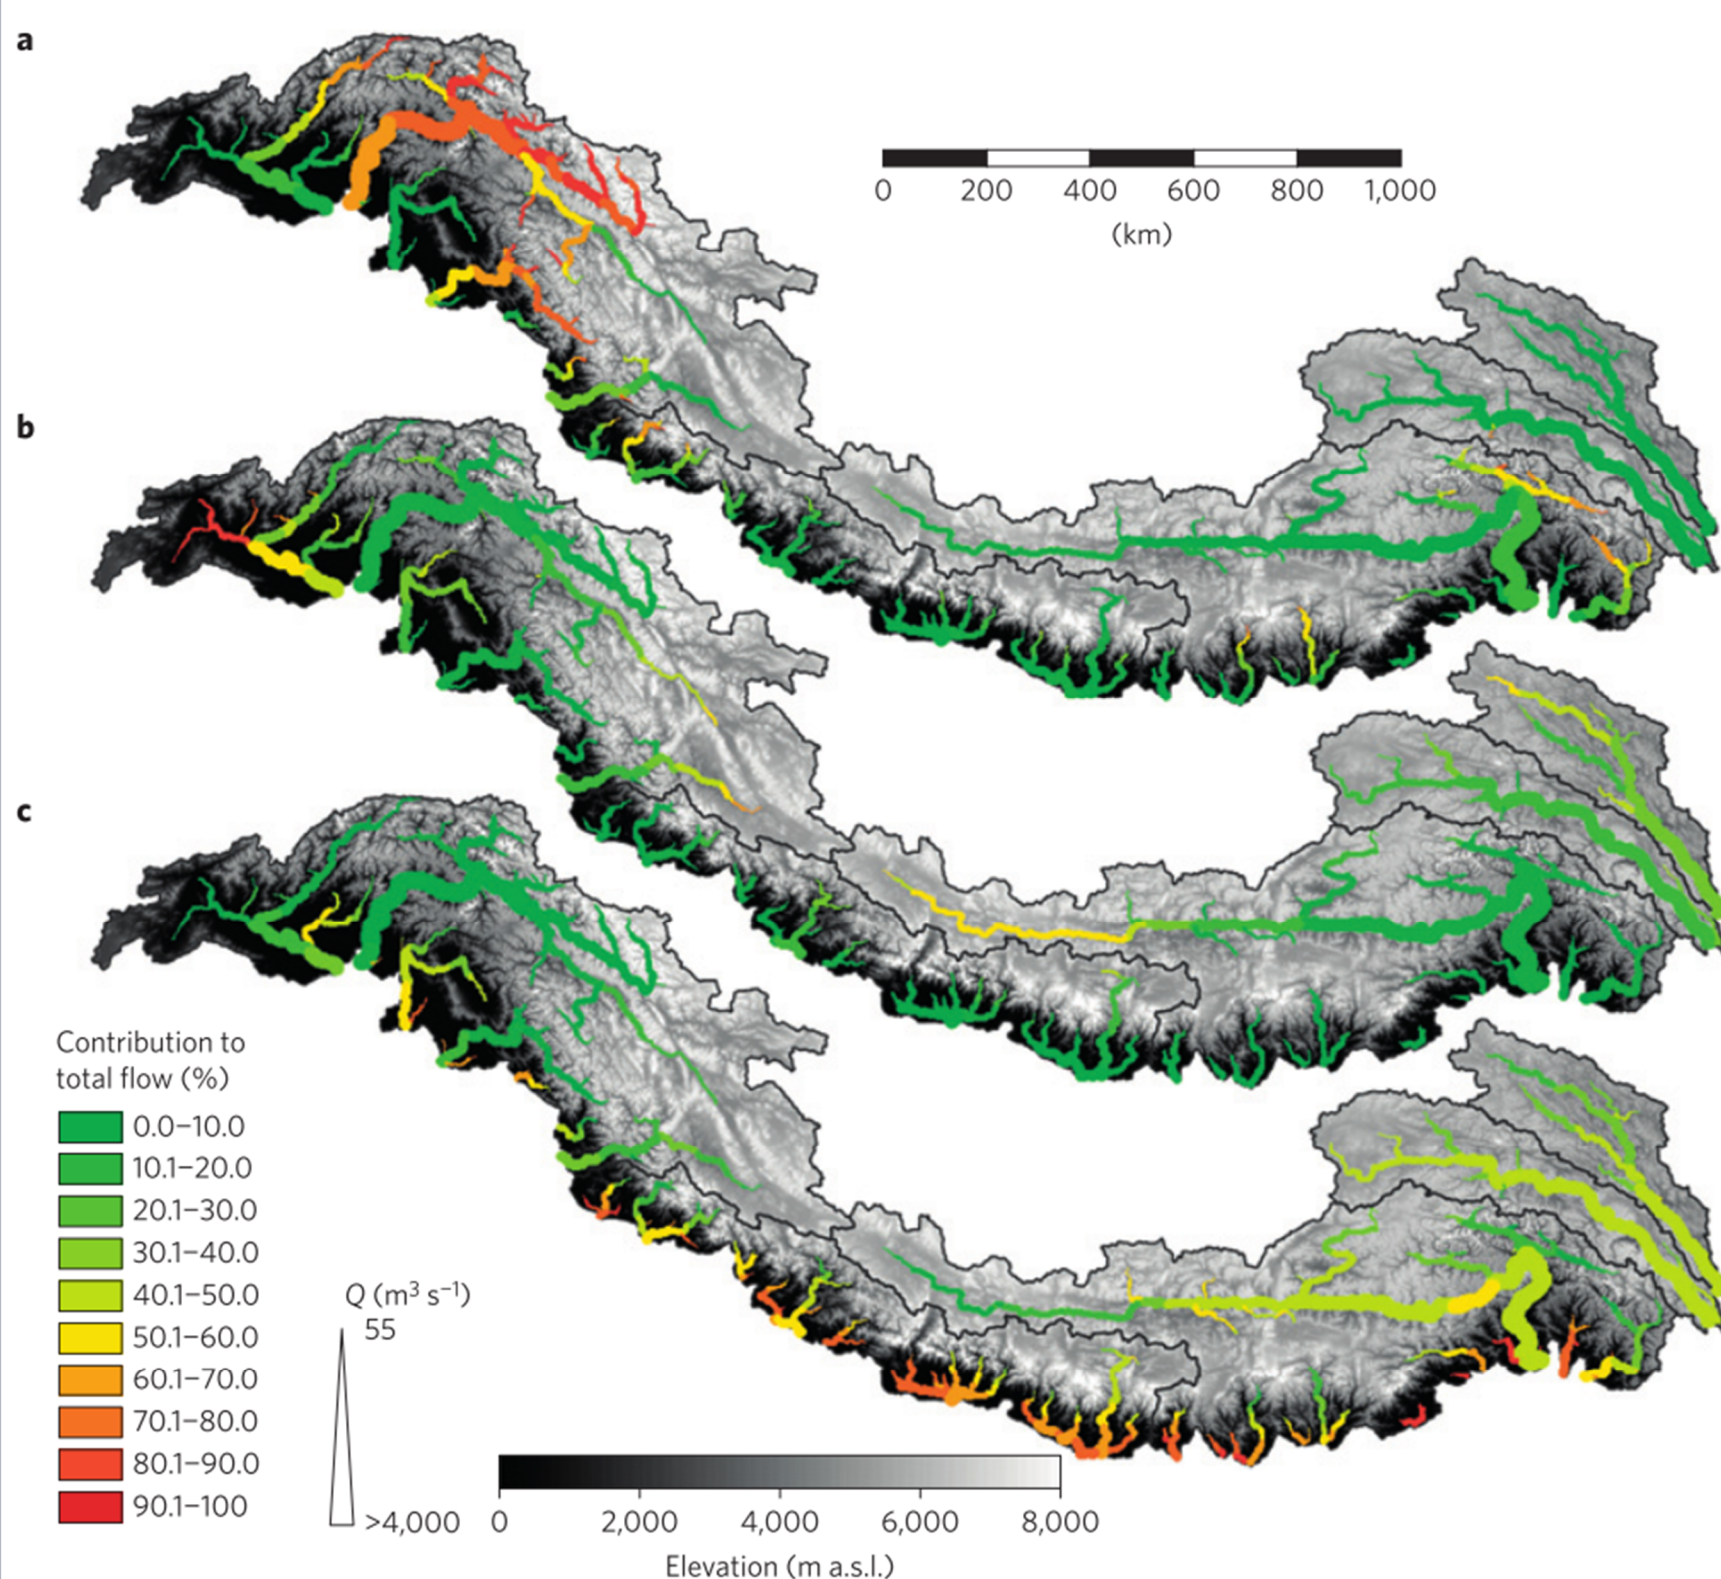 a
0 200 400 600 800 1,000
(km)
b
c
Contribution to
total flow (%)
0.0–10.0
10.1–20.0
20.1–30.0
30.1–40.0
40.1–50.0
50.1–60.0
60.1–70.0
70.1–80.0
80.1–90.0
90.1–100
Q (m³ s⁻¹)
55
>4,000
0 2,000 4,000 6,000 8,000
Elevation (m a.s.l.)